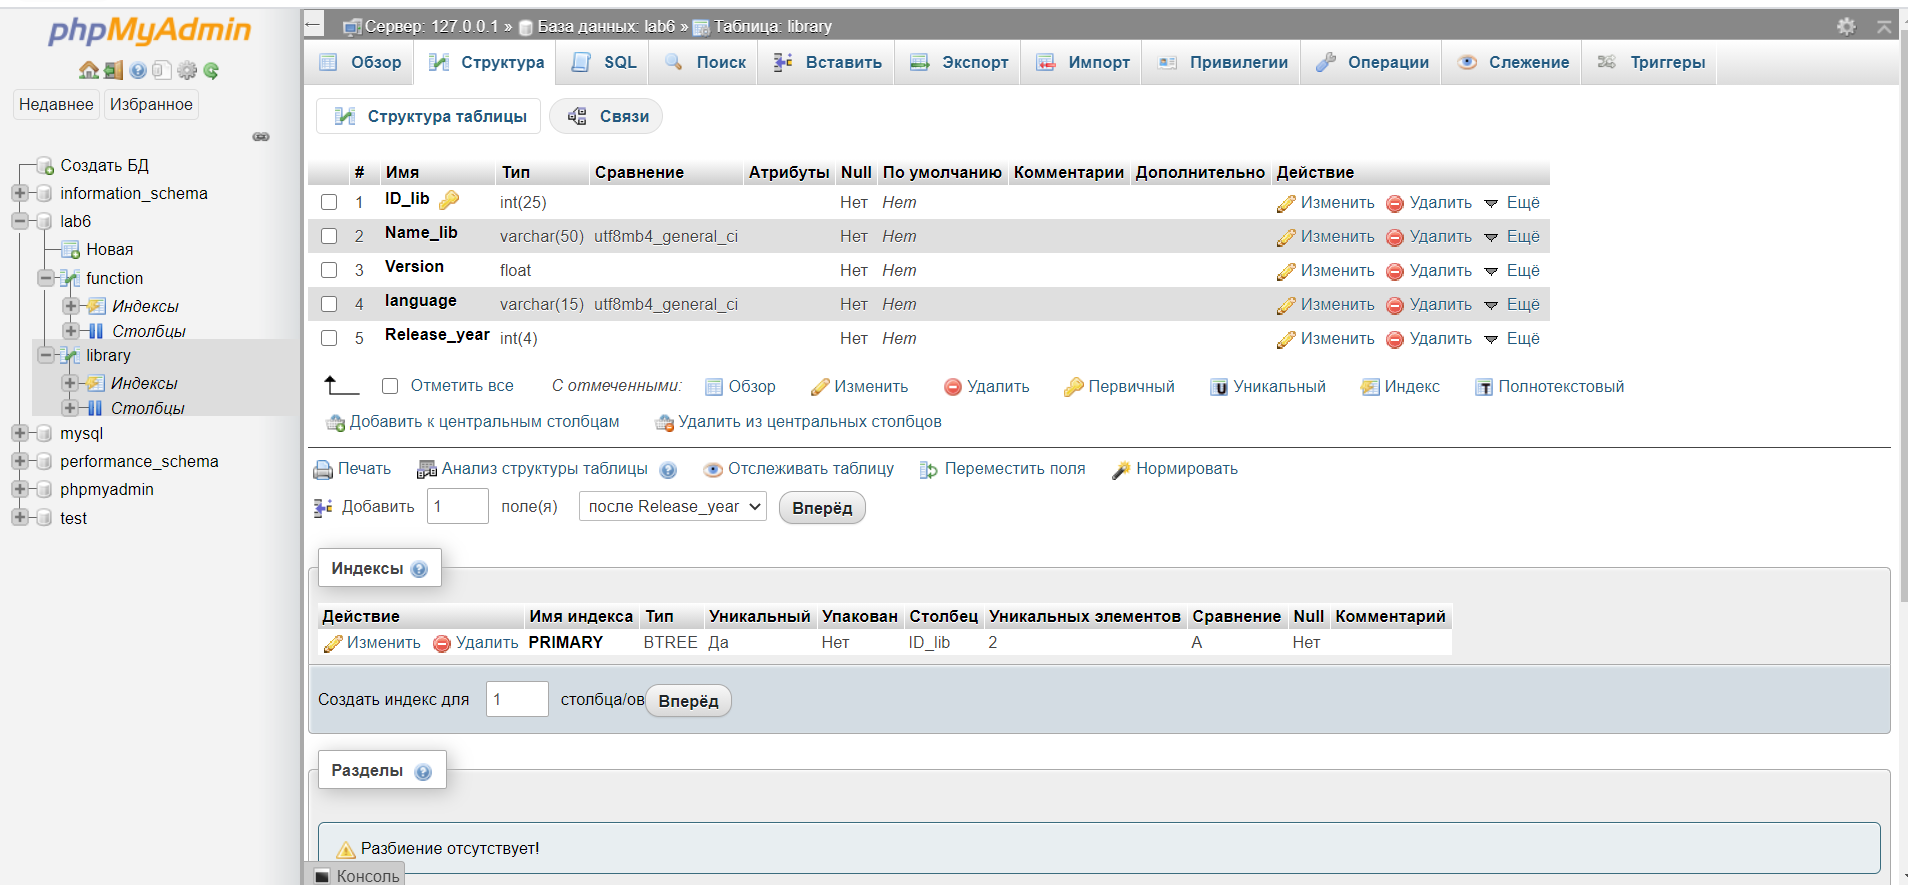 phpMyAdmin
Недавнее Избранное
Создать БД
information_schema
lab6
Новая
function
Индексы
Столбцы
library
Индексы
Столбцы
mysql
performance_schema
phpmyadmin
test
Сервер: 127.0.0.1 » База данных: lab6 » Таблица: library
Обзор Структура SQL Поиск Вставить Экспорт Импорт Привилегии Операции Слежение Триггеры
Структура таблицы Связи
# Имя Тип Сравнение Атрибуты Null По умолчанию Комментарии Дополнительно Действие
1 ID_lib int(25) Нет Нет Изменить Удалить Ещё
2 Name_lib varchar(50) utf8mb4_general_ci Нет Нет Изменить Удалить Ещё
3 Version float Нет Нет Изменить Удалить Ещё
4 language varchar(15) utf8mb4_general_ci Нет Нет Изменить Удалить Ещё
5 Release_year int(4) Нет Нет Изменить Удалить Ещё
Отметить все С отмеченными: Обзор Изменить Удалить Первичный Уникальный Индекс Полнотекстовый
Добавить к центральным столбцам Удалить из центральных столбцов
Печать Анализ структуры таблицы Отслеживать таблицу Переместить поля Нормировать
Добавить 1 поле(я) после Release_year Вперёд
Индексы
Действие Имя индекса Тип Уникальный Упакован Столбец Уникальных элементов Сравнение Null Комментарий
Изменить Удалить PRIMARY BTREE Да Нет ID_lib 2 A Нет
Создать индекс для 1 столбца/ов Вперёд
Разделы
Разбиение отсутствует!
Консоль